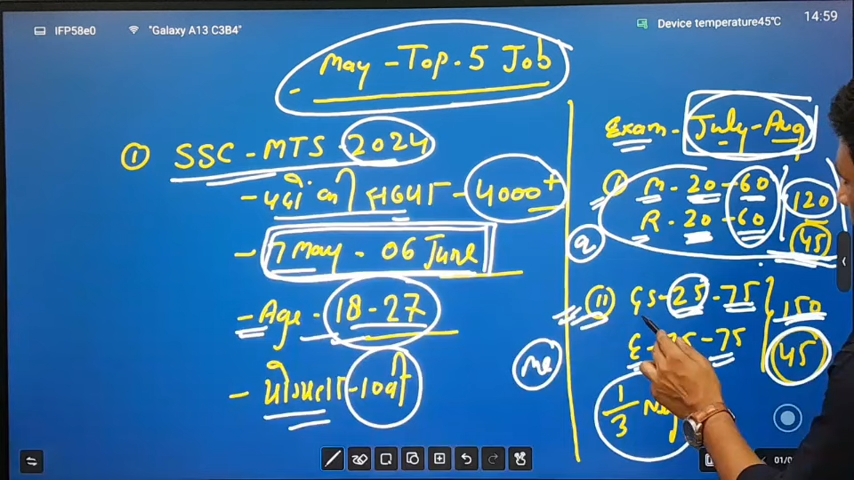 IFP58e0 "Galaxy A13 C3B4" Device temperature45℃ 14:59
May - Top - 5 Job
① SSC - MTS - 2024
- 4000+
- 7 May - 06 June
- Age - 18 - 27
- योग्यता - 10वीं
Exam - July - Aug
① M - 20 - 60 120
R - 20 - 60 45
② GS - 25 - 75 150
E - 25 - 75 45
1/3 Neg